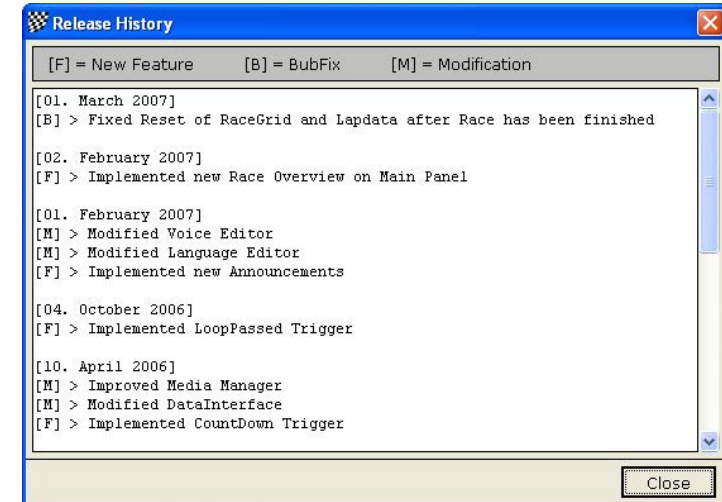 Release History
[F] = New Feature [B] = BubFix [M] = Modification
[01. March 2007]
[B] > Fixed Reset of RaceGrid and Lapdata after Race has been finished
[02. February 2007]
[F] > Implemented new Race Overview on Main Panel
[01. February 2007]
[M] > Modified Voice Editor
[M] > Modified Language Editor
[F] > Implemented new Announcements
[04. October 2006]
[F] > Implemented LoopPassed Trigger
[10. April 2006]
[M] > Improved Media Manager
[M] > Modified DataInterface
[F] > Implemented CountDown Trigger
Close